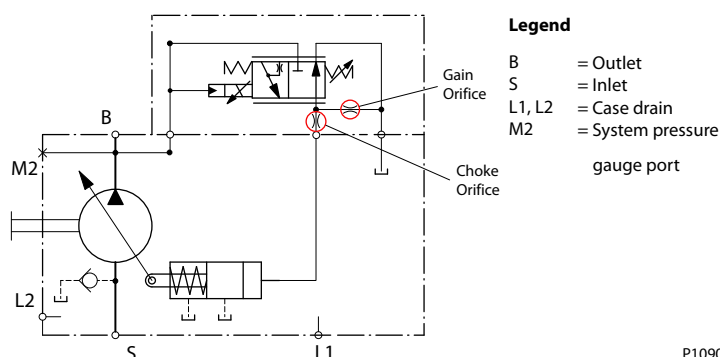 Legend
B = Outlet
S = Inlet
L1, L2 = Case drain
M2 = System pressure
gauge port
Gain
Orifice
Choke
Orifice
B
M2
L2
S
L1
P1090